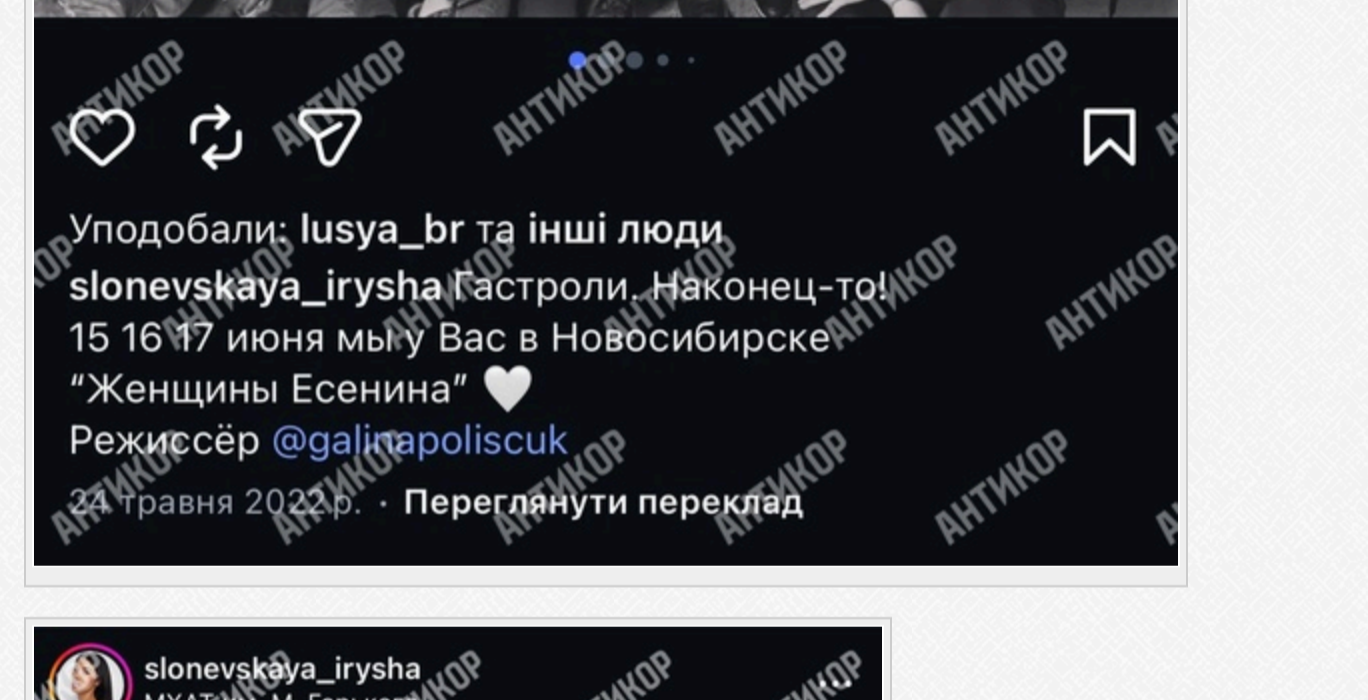 Уподобали: lusya_br та інші люди
slonevskaya_irysha Гастроли. Наконец-то!
15 16 17 июня мы у Вас в Новосибирске
“Женщины Есенина” 🤍
Режиссёр @galinapoliscuk
24 травня 2022 р. · Переглянути переклад
slonevskaya_irysha
АНТИКОР